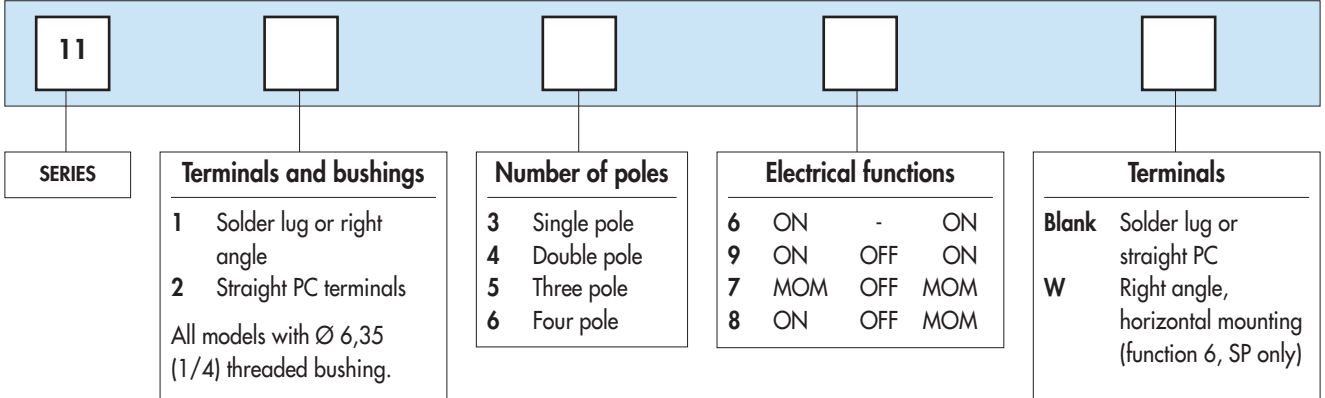 11
SERIES
Terminals and bushings
1 Solder lug or right
angle
2 Straight PC terminals
All models with Ø 6,35
(1/4) threaded bushing.
Number of poles
3 Single pole
4 Double pole
5 Three pole
6 Four pole
Electrical functions
6 ON - ON
9 ON OFF ON
7 MOM OFF MOM
8 ON OFF MOM
Terminals
Blank Solder lug or
straight PC
W Right angle,
horizontal mounting
(function 6, SP only)